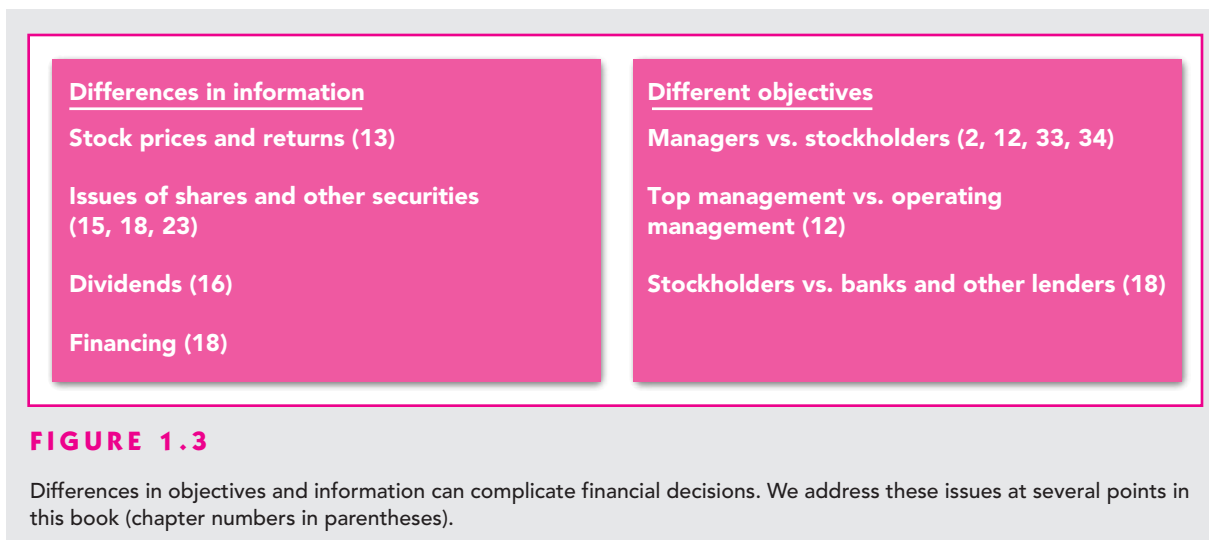 Differences in information
Stock prices and returns (13)
Issues of shares and other securities
(15, 18, 23)
Dividends (16)
Financing (18)
Different objectives
Managers vs. stockholders (2, 12, 33, 34)
Top management vs. operating
management (12)
Stockholders vs. banks and other lenders (18)
FIGURE 1.3
Differences in objectives and information can complicate financial decisions. We address these issues at several points in
this book (chapter numbers in parentheses).